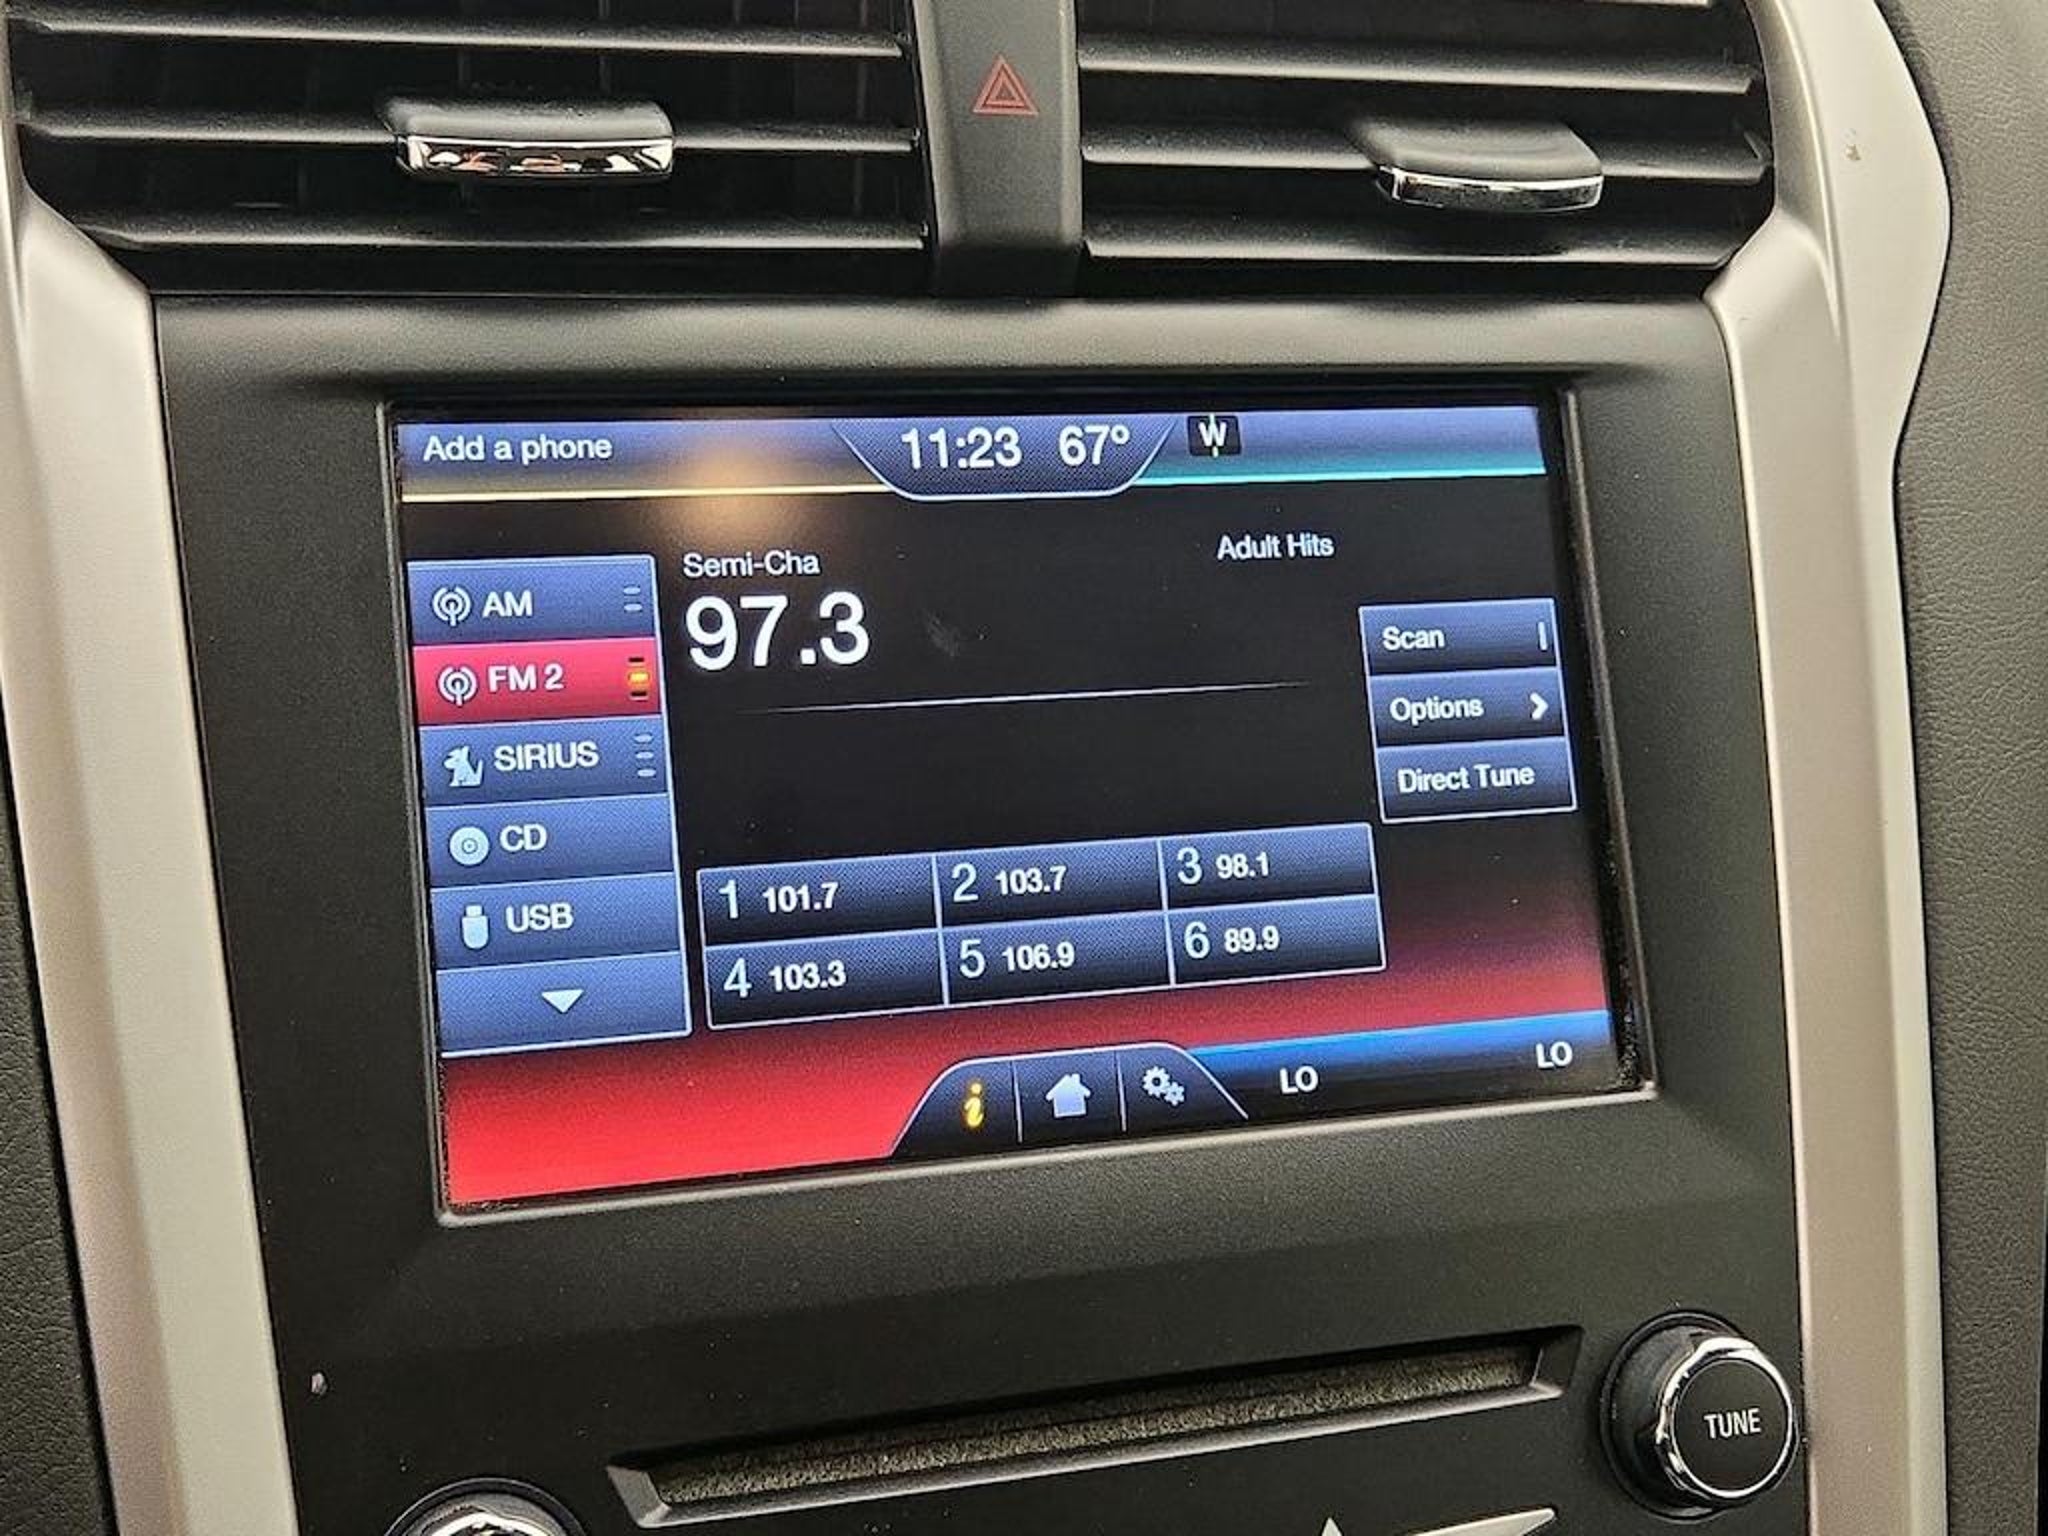 Add a phone
11:23 67°
W
AM
FM 2
SIRIUS
CD
USB
Semi-Cha
97.3
Adult Hits
Scan
Options
Direct Tune
1 101.7
2 103.7
3 98.1
4 103.3
5 106.9
6 89.9
i
LO
LO
TUNE